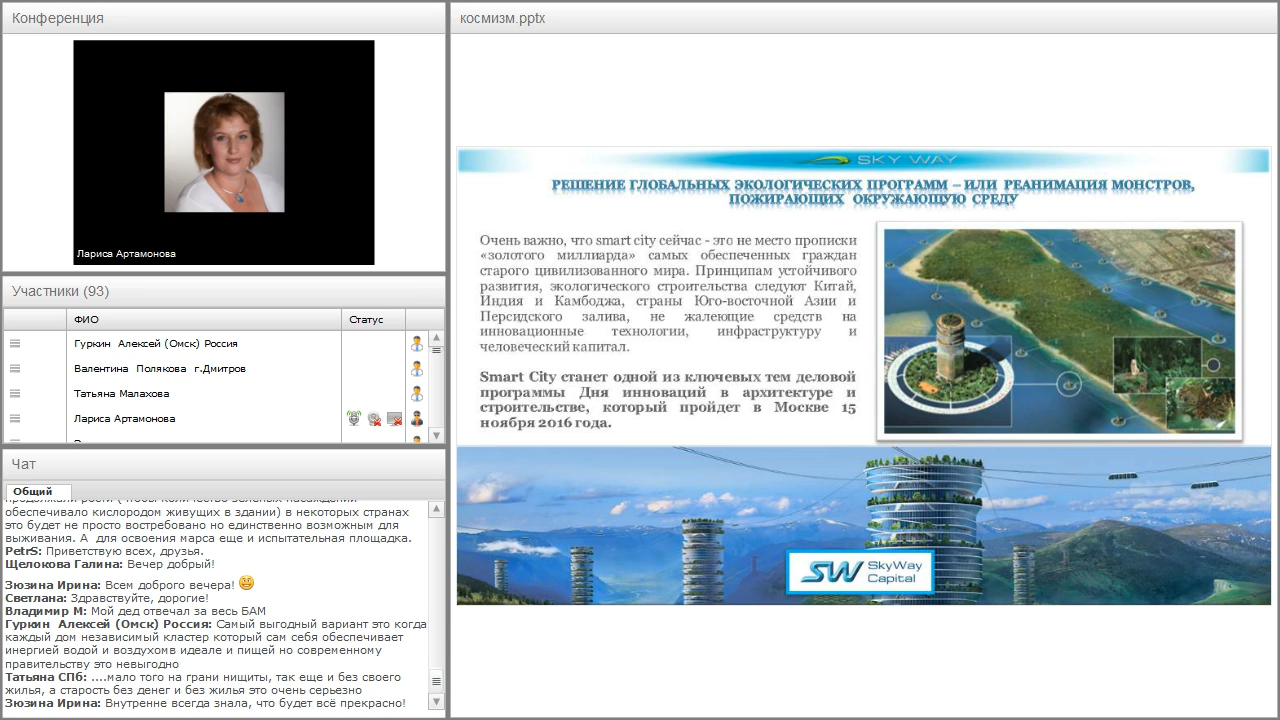 Конференция
Лариса Артамонова
Участники (93)
ФИО
Статус
Гуркин Алексей (Омск) Россия
Валентина Полякова г.Дмитров
Татьяна Малахова
Лариса Артамонова
Чат
Общий
обеспечивало кислородом живущих в здании) в некоторых странах
это будет не просто востребовано а единственно возможным для
выживания. А для освоения марса еще и испытательная площадка.
PetrS: Приветствую всех, друзья.
Щелокова Галина: Вечер добрый!
Зюзина Ирина: Всем доброго вечера!
Светлана: Здравствуйте, дорогие!
Владимир М: Мой дед отвечал за весь БАМ
Гуркин Алексей (Омск) Россия: Самый выгодный вариант это когда
каждый дом независимый кластер который сам себя обеспечивает
инергией водой и воздухомв идеале и пищей но современному
правительству это невыгодно
Татьяна СПб: ....мало того на грани нищиты, так еще и без своего
жилья, а старость без денег и без жилья это очень серьезно
Зюзина Ирина: Внутренне всегда знала, что будет всё прекрасно!
космизм.pptx
SKY WAY
РЕШЕНИЕ ГЛОБАЛЬНЫХ ЭКОЛОГИЧЕСКИХ ПРОГРАММ – ИЛИ РЕАНИМАЦИЯ МОНСТРОВ,
ПОЖИРАЮЩИХ ОКРУЖАЮЩУЮ СРЕДУ
Очень важно, что smart city сейчас - это не место прописки
«золотого миллиарда» самых обеспеченных граждан
старого цивилизованного мира. Принципам устойчивого
развития, экологического строительства следуют Китай,
Индия и Камбоджа, страны Юго-восточной Азии и
Персидского залива, не жалеющие средств на
инновационные технологии, инфраструктуру и
человеческий капитал.
Smart City станет одной из ключевых тем деловой
программы Дня инноваций в архитектуре и
строительстве, который пройдет в Москве 15
ноября 2016 года.
SW SkyWay
Capital